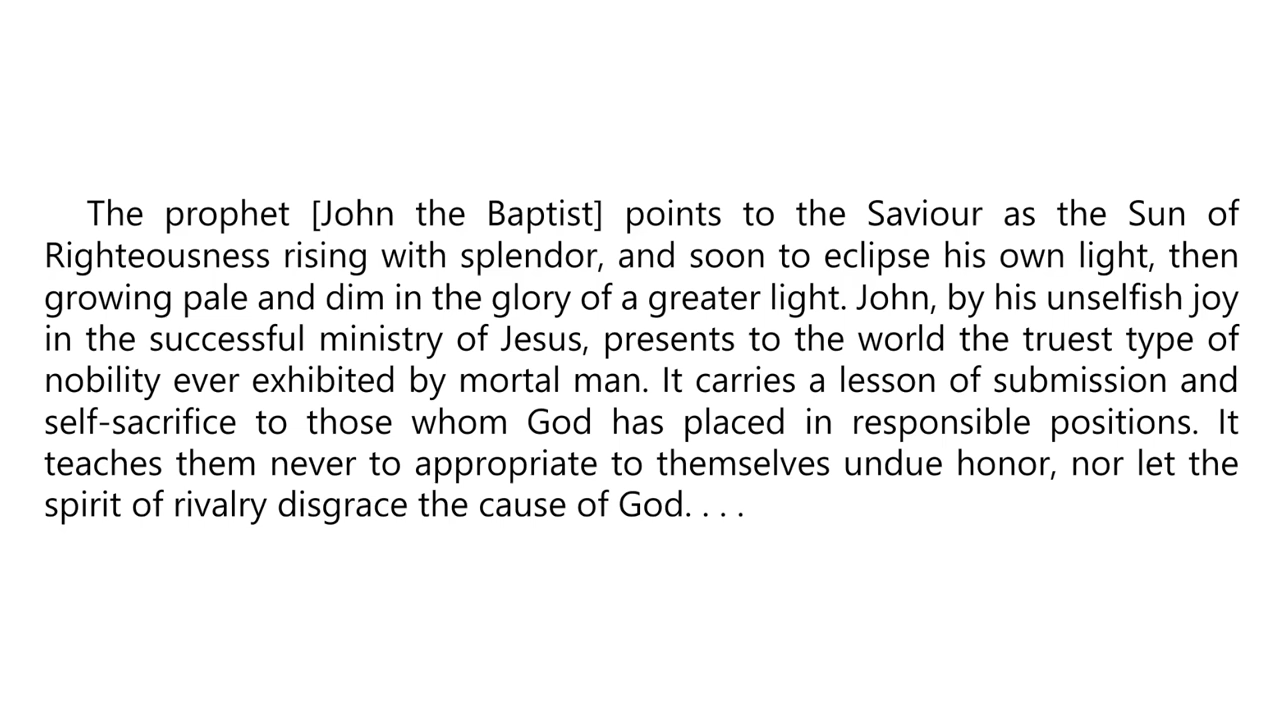 The prophet [John the Baptist] points to the Saviour as the Sun of
Righteousness rising with splendor, and soon to eclipse his own light, then
growing pale and dim in the glory of a greater light. John, by his unselfish joy
in the successful ministry of Jesus, presents to the world the truest type of
nobility ever exhibited by mortal man. It carries a lesson of submission and
self-sacrifice to those whom God has placed in responsible positions. It
teaches them never to appropriate to themselves undue honor, nor let the
spirit of rivalry disgrace the cause of God. . . .